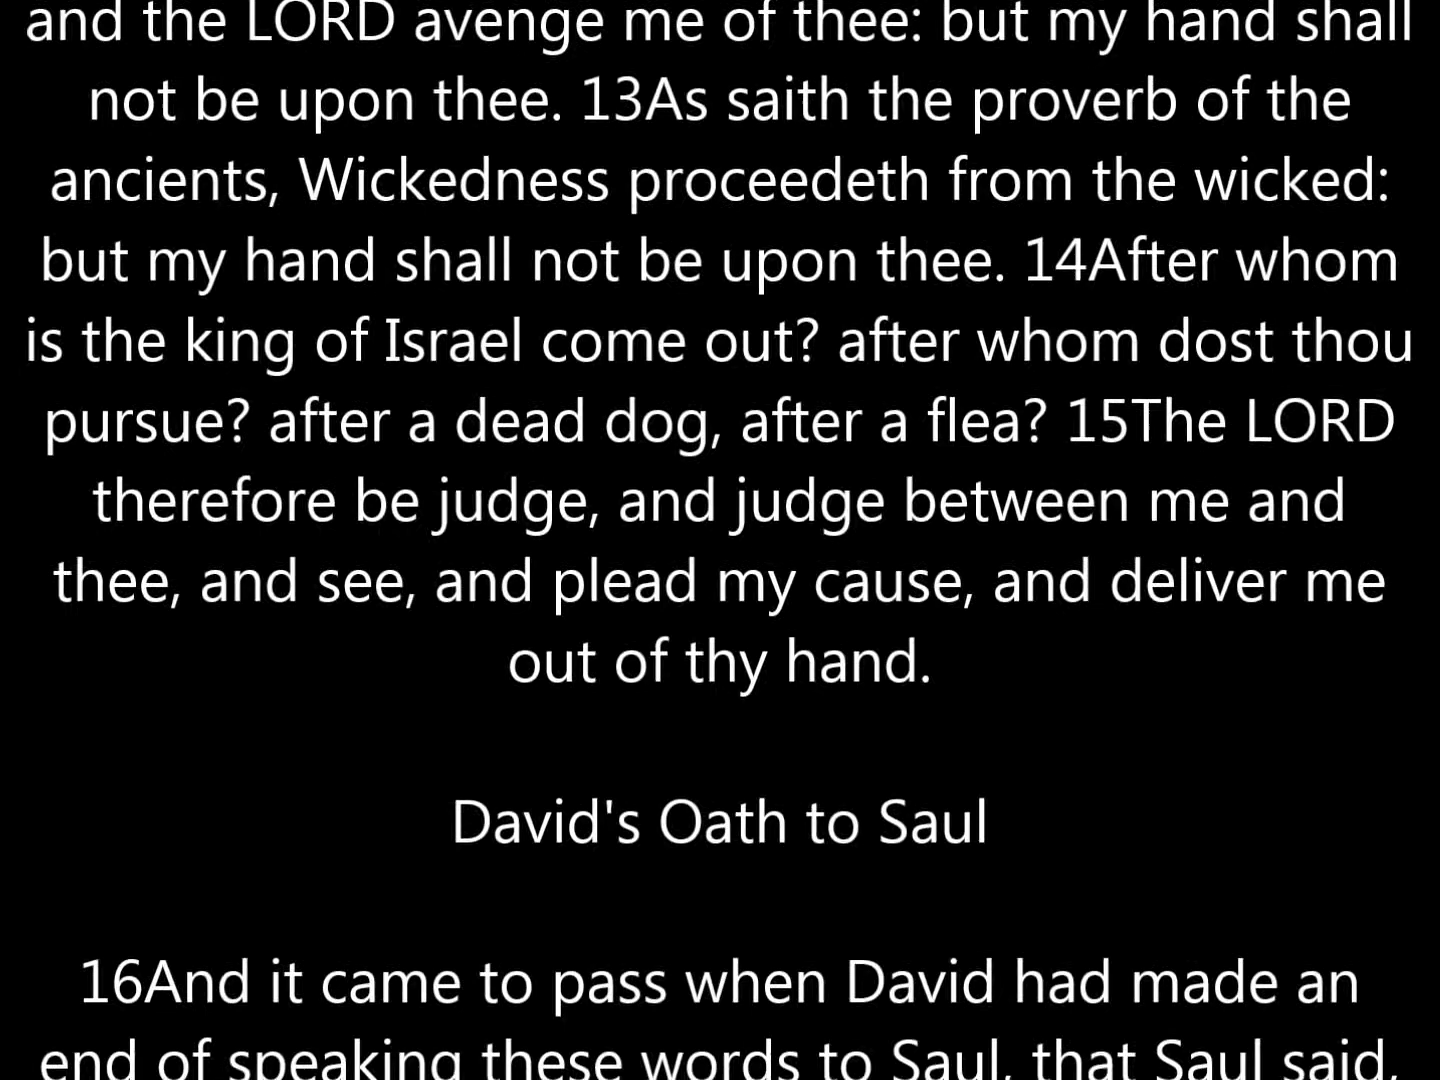 and the LORD avenge me of thee: but my hand shall
not be upon thee. 13As saith the proverb of the
ancients, Wickedness proceedeth from the wicked:
but my hand shall not be upon thee. 14After whom
is the king of Israel come out? after whom dost thou
pursue? after a dead dog, after a flea? 15The LORD
therefore be judge, and judge between me and
thee, and see, and plead my cause, and deliver me
out of thy hand.
David's Oath to Saul
16And it came to pass when David had made an
end of speaking these words to Saul, that Saul said,